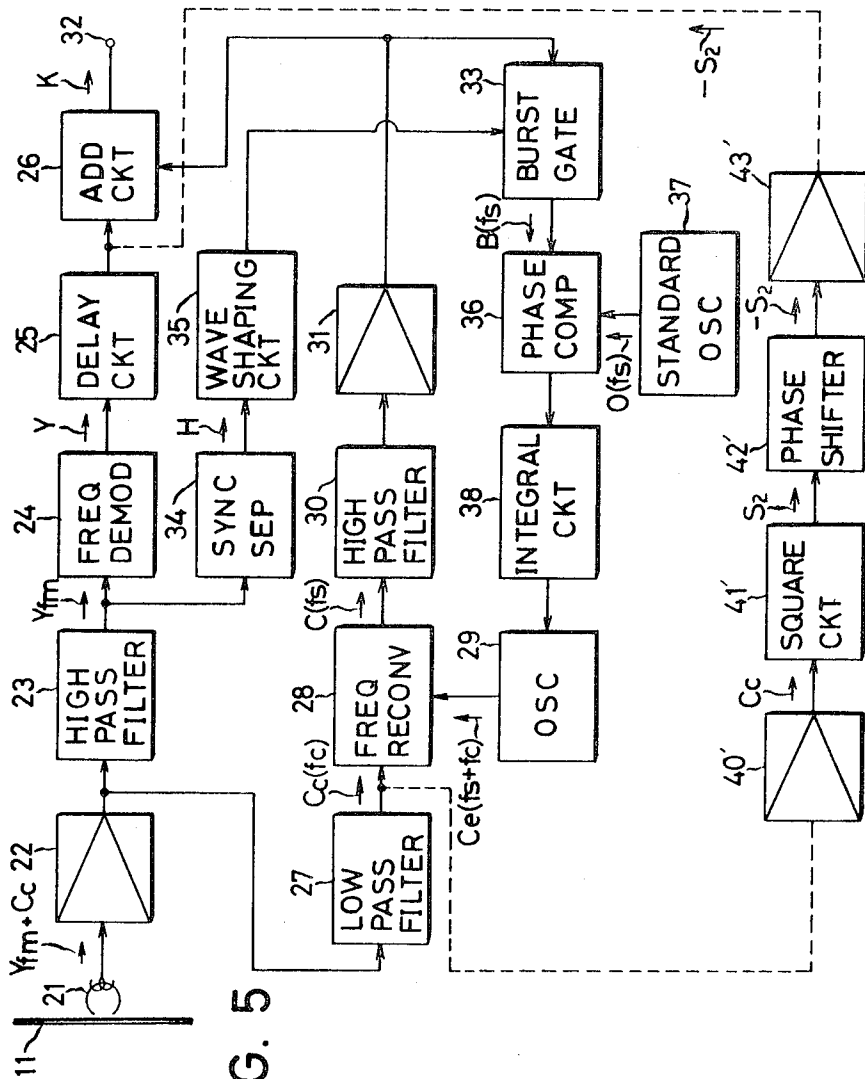 11
21
Yfm+Cc
22
23
HIGH
PASS
FILTER
Yfm
24
FREQ
DEMOD
Y
25
DELAY
CKT
26
ADD
CKT
K
32
34
SYNC
SEP
H
35
WAVE
SHAPING
CKT
27
LOW
PASS
FILTER
Cc(fc)
28
FREQ
RECONV
C(fs)
30
HIGH
PASS
FILTER
31
Ce(fs+fc)
29
OSC
38
INTEGRAL
CKT
36
PHASE
COMP
B(fs)
33
BURST
GATE
O(fs)
37
STANDARD
OSC
40'
Cc
41'
SQUARE
CKT
S2
42'
PHASE
SHIFTER
-S2
43'
-S2
G. 5